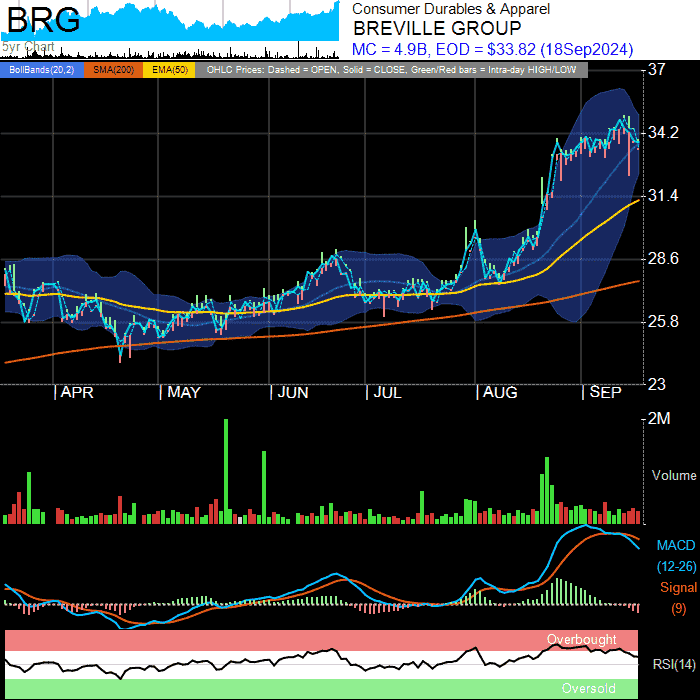 BRG
5yr Chart
Consumer Durables & Apparel
BREVILLE GROUP
MC = 4.9B, EOD = $33.82 (18Sep2024)
BollBands(20,2) SMA(200) EMA(50) OHLC Prices: Dashed = OPEN, Solid = CLOSE, Green/Red bars = Intra-day HIGH/LOW
37
34.2
31.4
28.6
25.8
23
APR MAY JUN JUL AUG SEP
2M
Volume
MACD
(12-26)
Signal
(9)
Overbought
RSI(14)
Oversold